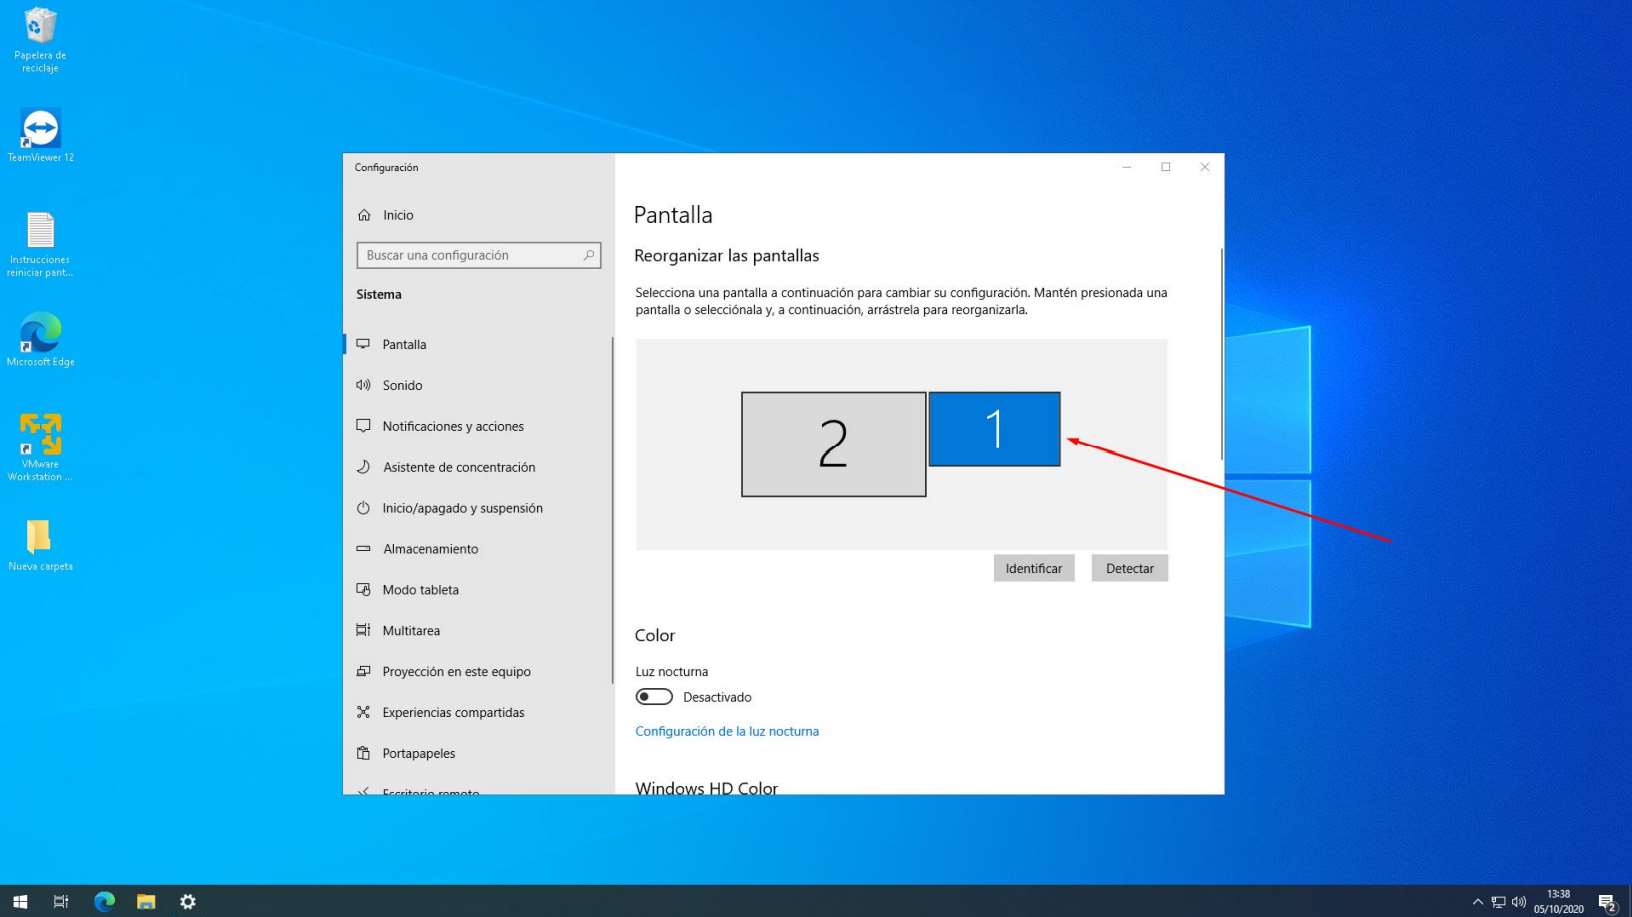 Papelera de
reciclaje
TeamViewer 12
Instrucciones
reiniciar pant...
Microsoft Edge
VMware
Workstation ...
Nueva carpeta
Configuración
Inicio
Buscar una configuración
Sistema
Pantalla
Sonido
Notificaciones y acciones
Asistente de concentración
Inicio/apagado y suspensión
Almacenamiento
Modo tableta
Multitarea
Proyección en este equipo
Experiencias compartidas
Portapapeles
Escritorio remoto
Pantalla
Reorganizar las pantallas
Selecciona una pantalla a continuación para cambiar su configuración. Mantén presionada una
pantalla o selecciónala y, a continuación, arrástrela para reorganizarla.
2
1
Identificar
Detectar
Color
Luz nocturna
Desactivado
Configuración de la luz nocturna
Windows HD Color
13:38
05/10/2020
2